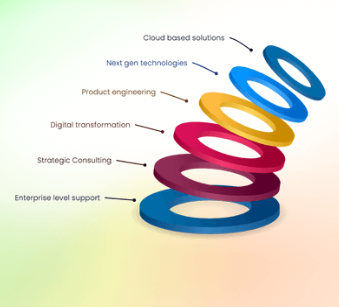 Cloud based solutions
Next gen technologies
Product engineering
Digital transformation
Strategic Consulting
Enterprise level support